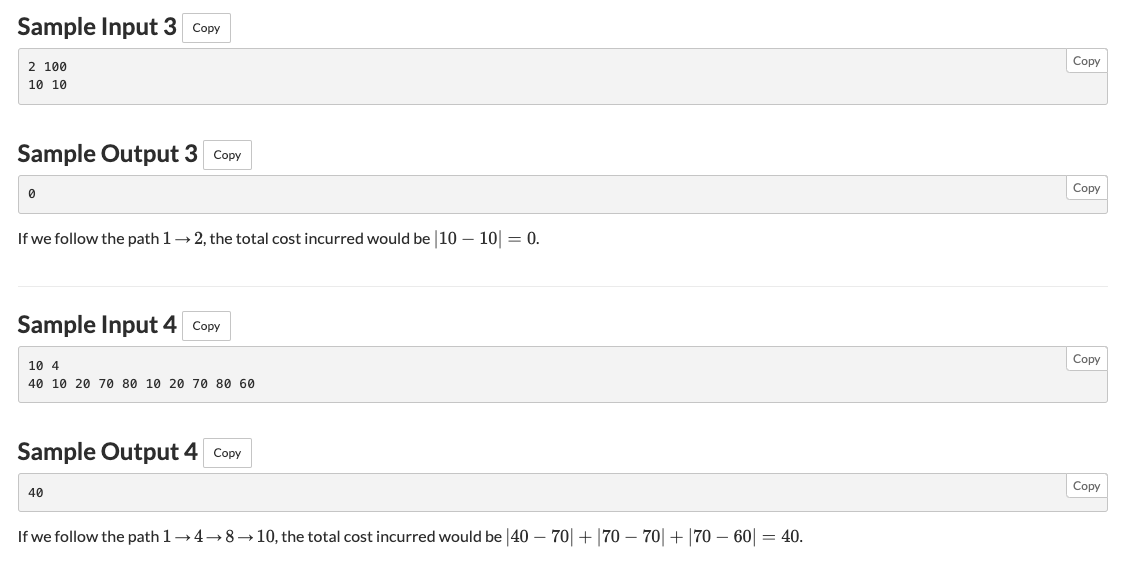 Sample Input 3 Copy
Copy
2 100
10 10
Sample Output 3 Copy
Copy
0
If we follow the path 1 → 2, the total cost incurred would be |10 − 10| = 0.
Sample Input 4 Copy
Copy
10 4
40 10 20 70 80 10 20 70 80 60
Sample Output 4 Copy
Copy
40
If we follow the path 1 → 4 → 8 → 10, the total cost incurred would be |40 − 70| + |70 − 70| + |70 − 60| = 40.